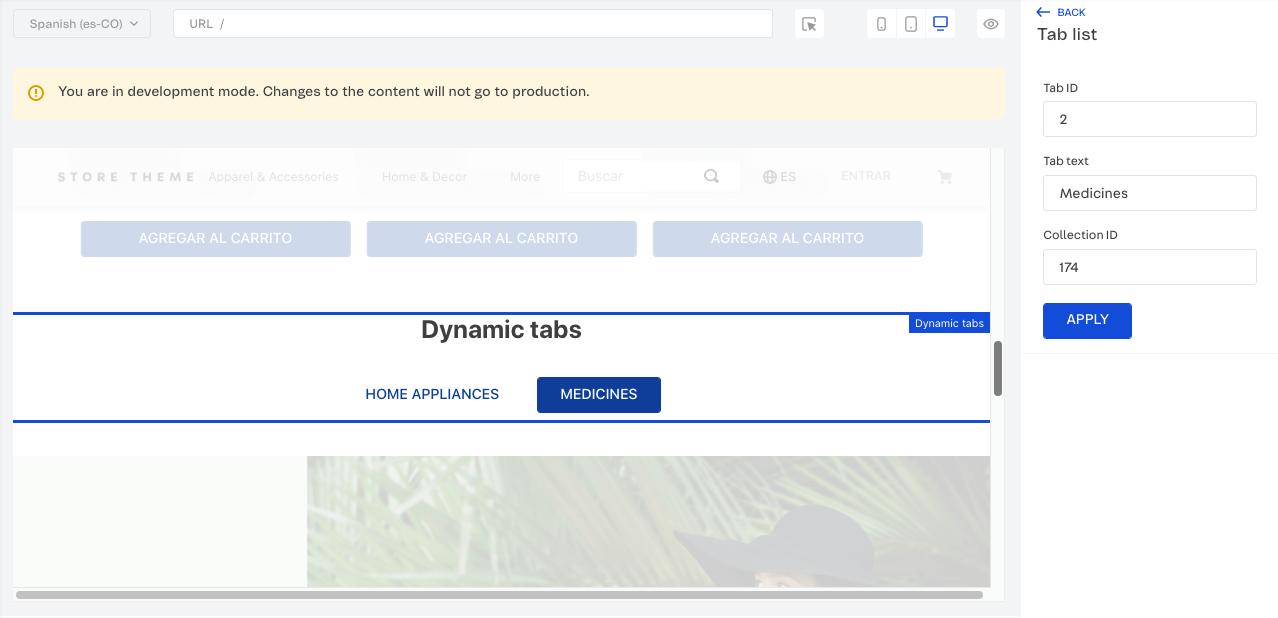 Spanish (es-CO)
URL /
BACK
Tab list
You are in development mode. Changes to the content will not go to production.
Tab ID
2
Tab text
Medicines
Collection ID
174
APPLY
STORE THEME
Apparel & Accessories
Home & Decor
More
Buscar
ES
ENTRAR
AGREGAR AL CARRITO
AGREGAR AL CARRITO
AGREGAR AL CARRITO
Dynamic tabs
Dynamic tabs
HOME APPLIANCES
MEDICINES